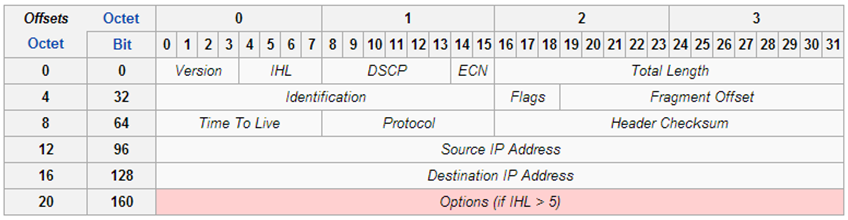 Offsets Octet 0 1 2 3
Octet Bit 0 1 2 3 4 5 6 7 8 9 10 11 12 13 14 15 16 17 18 19 20 21 22 23 24 25 26 27 28 29 30 31
0 0 Version IHL DSCP ECN Total Length
4 32 Identification Flags Fragment Offset
8 64 Time To Live Protocol Header Checksum
12 96 Source IP Address
16 128 Destination IP Address
20 160 Options (if IHL > 5)